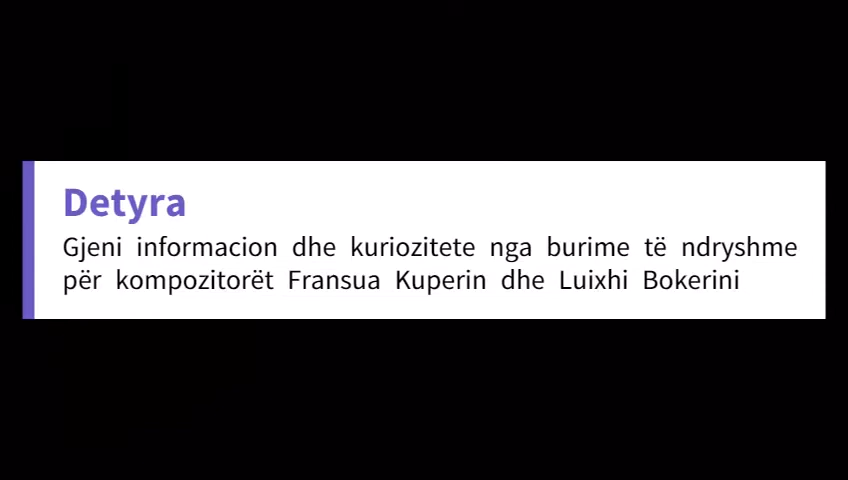 Detyra
Gjeni informacion dhe kuriozitete nga burime të ndryshme
për kompozitorët Fransua Kuperin dhe Luixhi Bokerini